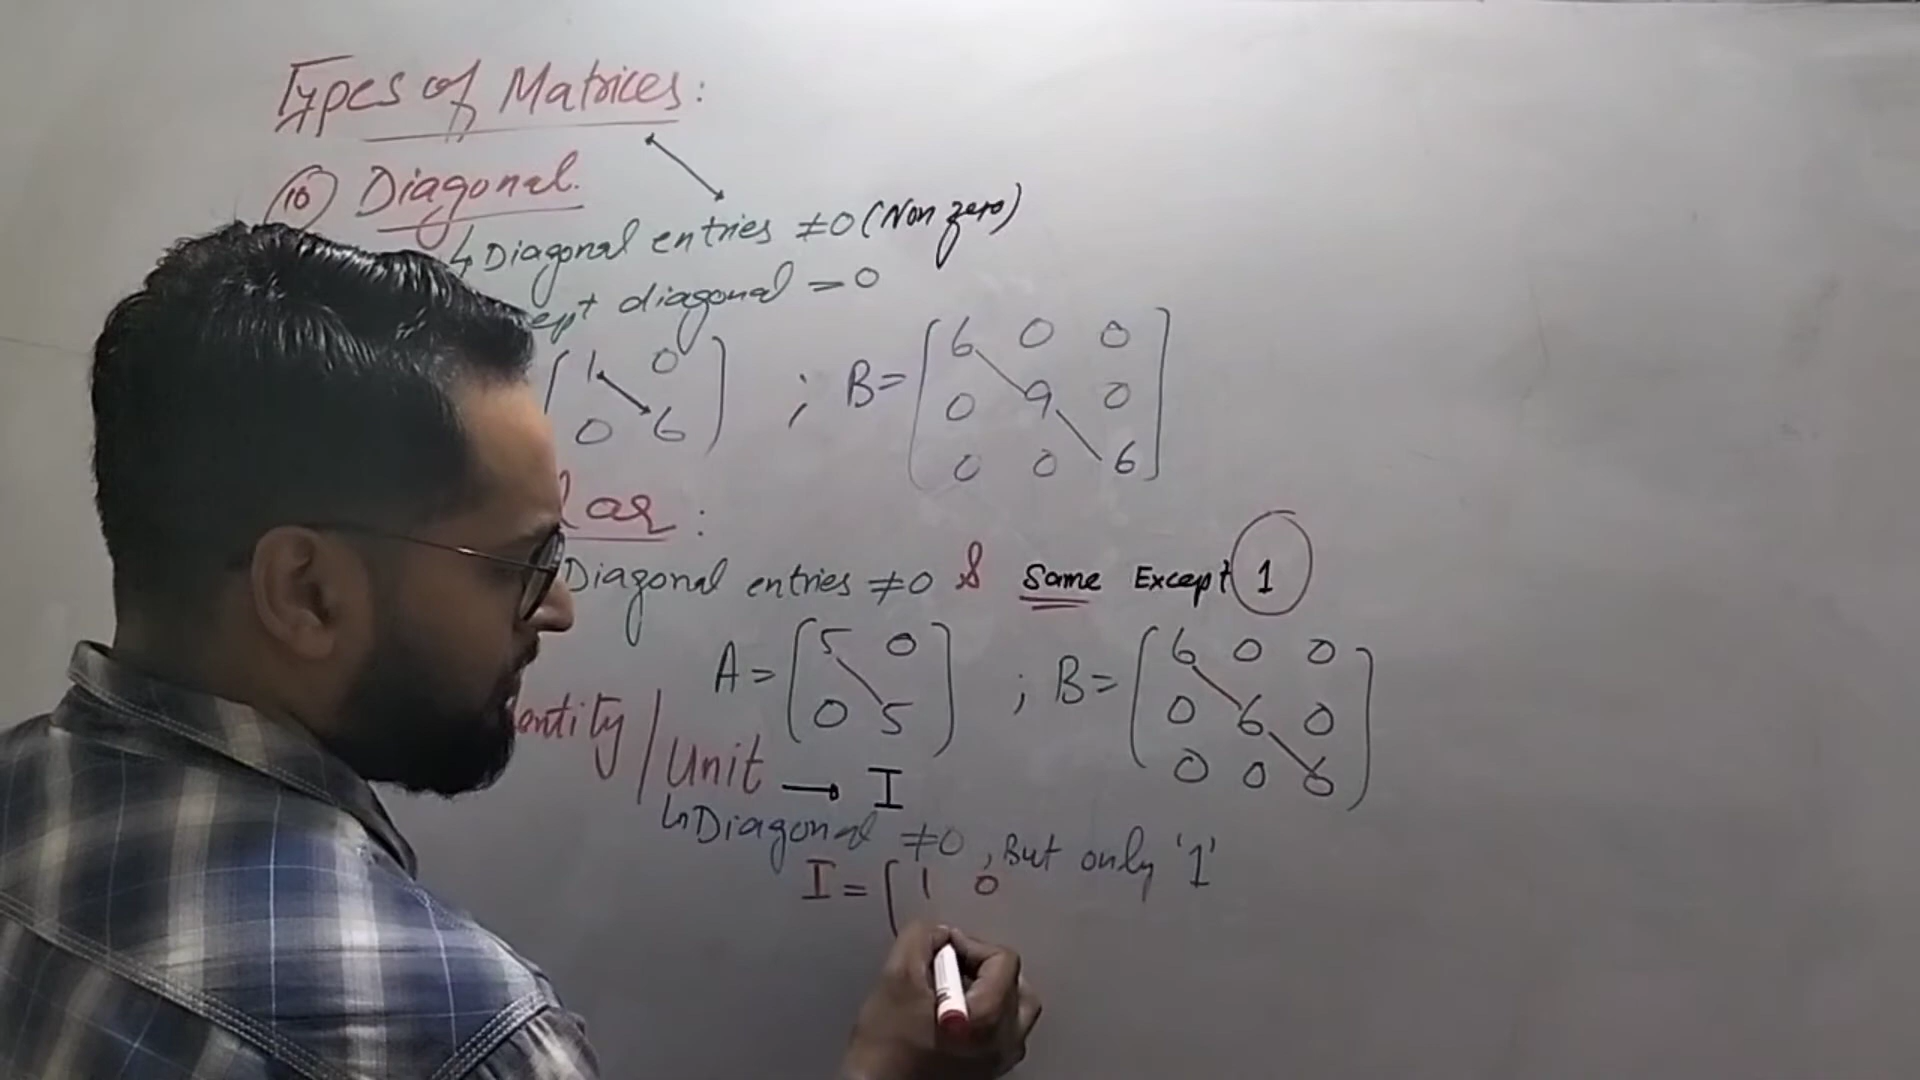 Types of Matrices:
10 Diagonal.
↳ Diagonal entries ≠0 (Non zero)
ept diagonal = 0
1 0
0 6
; B =
6 0 0
0 9 0
0 0 6
lar :
Diagonal entries ≠0 & Same Except 1
A =
5 0
0 5
; B =
6 0 0
0 6 0
0 0 6
entity / Unit → I
↳ Diagonal ≠0, But only '1'
I = [ 1 0